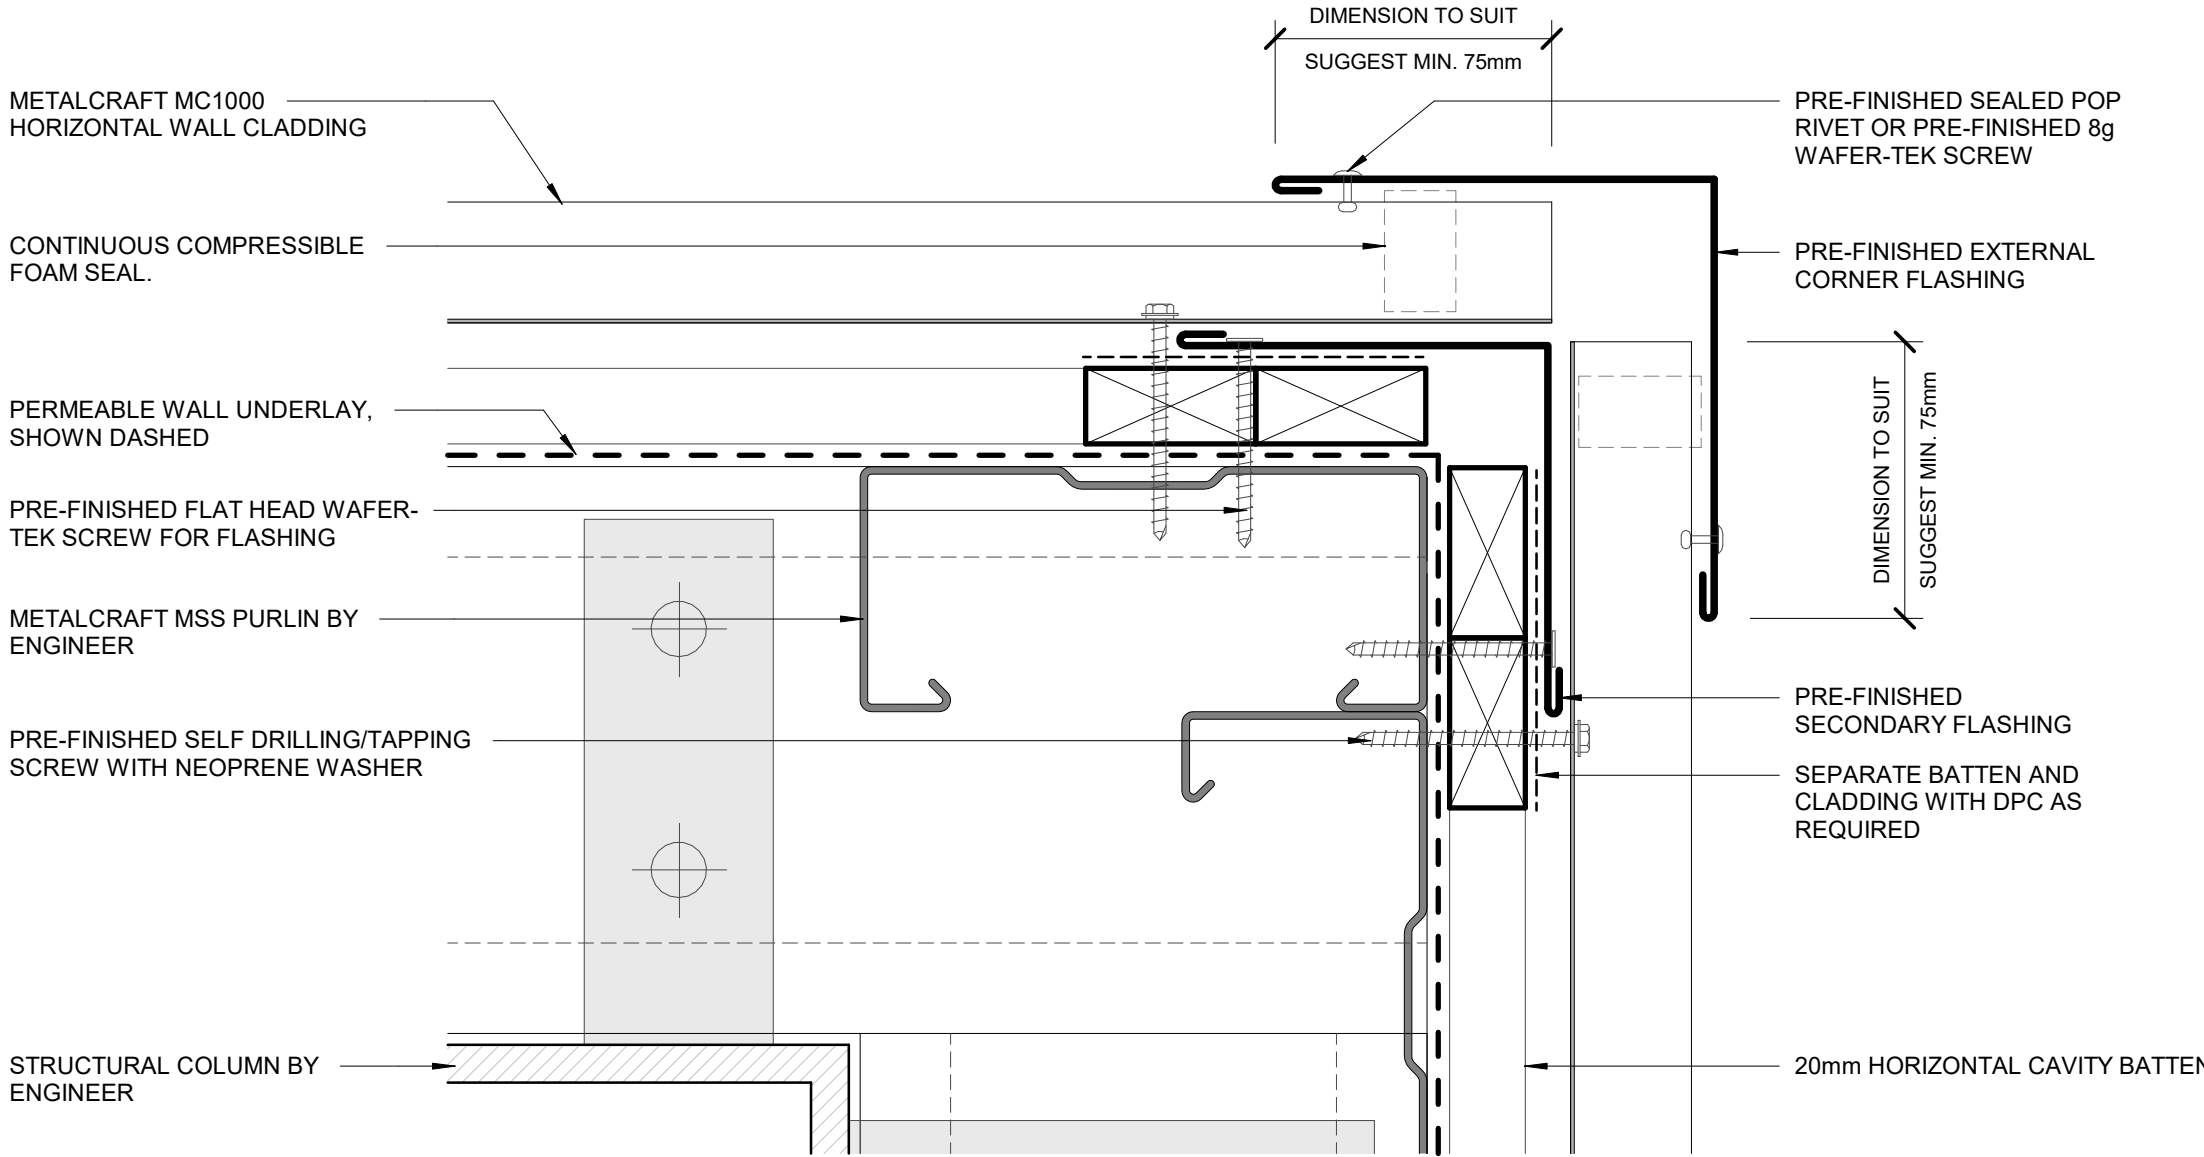 DIMENSION TO SUIT
SUGGEST MIN. 75mm
METALCRAFT MC1000
HORIZONTAL WALL CLADDING
CONTINUOUS COMPRESSIBLE
FOAM SEAL.
PERMEABLE WALL UNDERLAY,
SHOWN DASHED
PRE-FINISHED FLAT HEAD WAFER-
TEK SCREW FOR FLASHING
METALCRAFT MSS PURLIN BY
ENGINEER
PRE-FINISHED SELF DRILLING/TAPPING
SCREW WITH NEOPRENE WASHER
STRUCTURAL COLUMN BY
ENGINEER
PRE-FINISHED SEALED POP
RIVET OR PRE-FINISHED 8g
WAFER-TEK SCREW
PRE-FINISHED EXTERNAL
CORNER FLASHING
DIMENSION TO SUIT
SUGGEST MIN. 75mm
PRE-FINISHED
SECONDARY FLASHING
SEPARATE BATTEN AND
CLADDING WITH DPC AS
REQUIRED
20mm HORIZONTAL CAVITY BATTEN